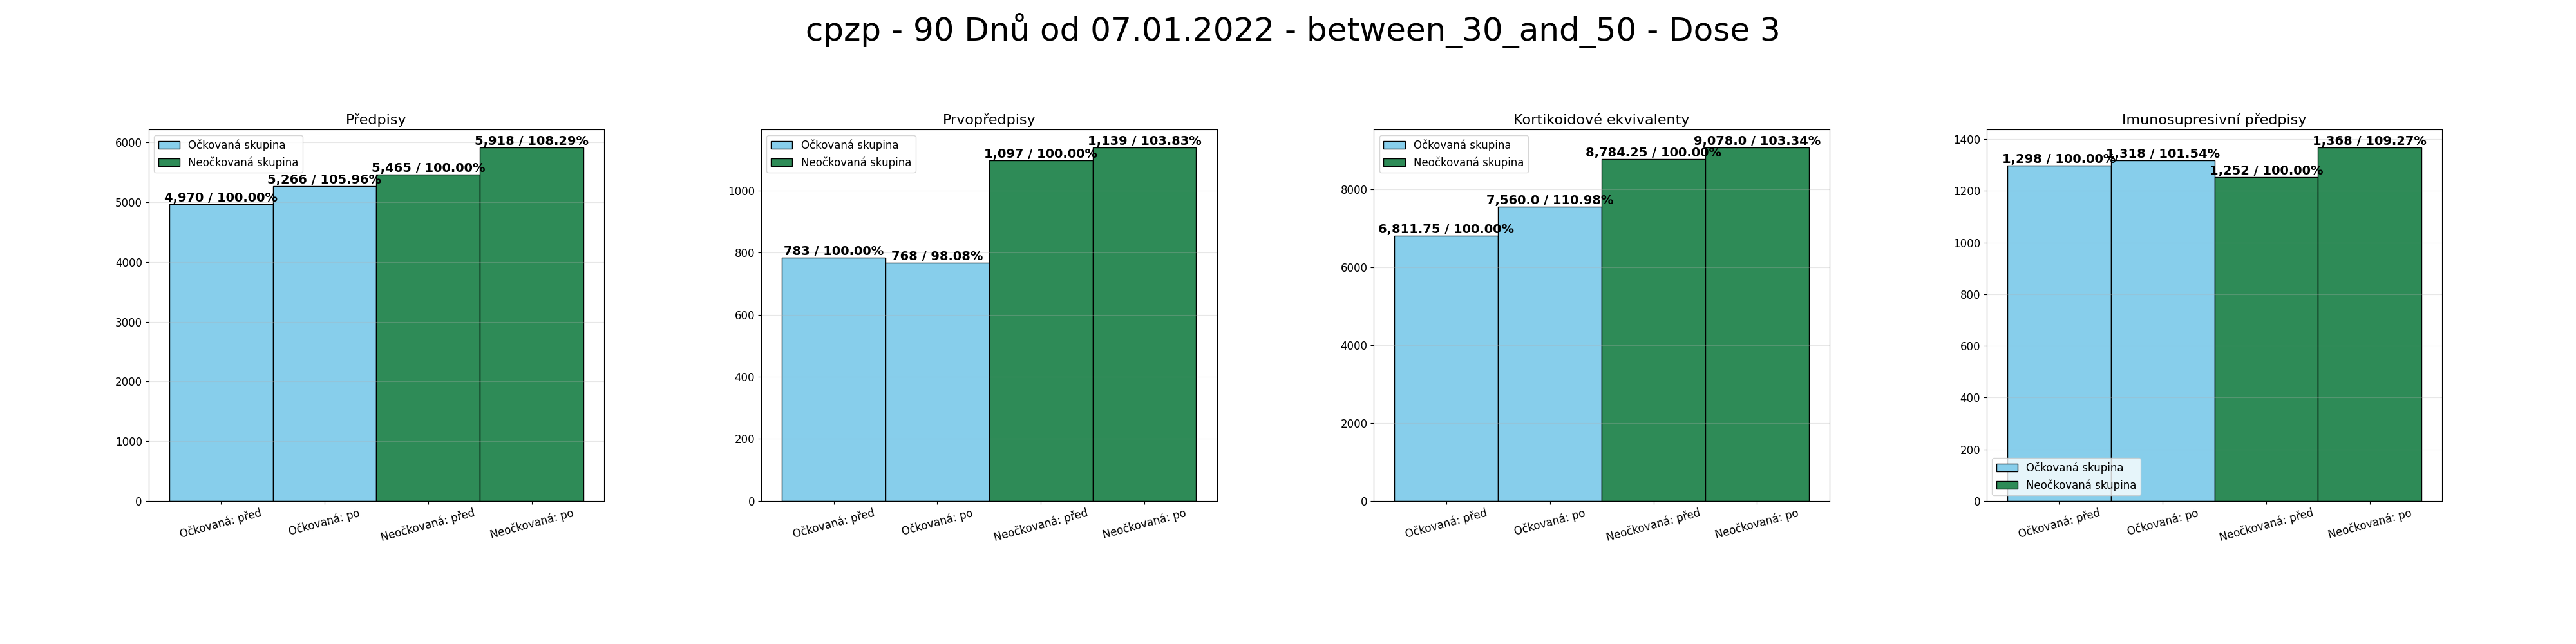 cpzp - 90 Dnů od 07.01.2022 - between_30_and_50 - Dose 3
Předpisy
Očkovaná skupina
Neočkovaná skupina
4,970 / 100.00%
5,266 / 105.96%
5,465 / 100.00%
5,918 / 108.29%
6000
5000
4000
3000
2000
1000
0
Očkovaná: před
Očkovaná: po
Neočkovaná: před
Neočkovaná: po
Prvopředpisy
Očkovaná skupina
Neočkovaná skupina
783 / 100.00%
768 / 98.08%
1,097 / 100.00%
1,139 / 103.83%
1000
800
600
400
200
0
Očkovaná: před
Očkovaná: po
Neočkovaná: před
Neočkovaná: po
Kortikoidové ekvivalenty
Očkovaná skupina
Neočkovaná skupina
6,811.75 / 100.00%
7,560.0 / 110.98%
8,784.25 / 100.00%
9,078.0 / 103.34%
8000
6000
4000
2000
0
Očkovaná: před
Očkovaná: po
Neočkovaná: před
Neočkovaná: po
Imunosupresivní předpisy
1,298 / 100.00%
1,318 / 101.54%
1,252 / 100.00%
1,368 / 109.27%
1400
1200
1000
800
600
400
200
0
Očkovaná skupina
Neočkovaná skupina
Očkovaná: před
Očkovaná: po
Neočkovaná: před
Neočkovaná: po